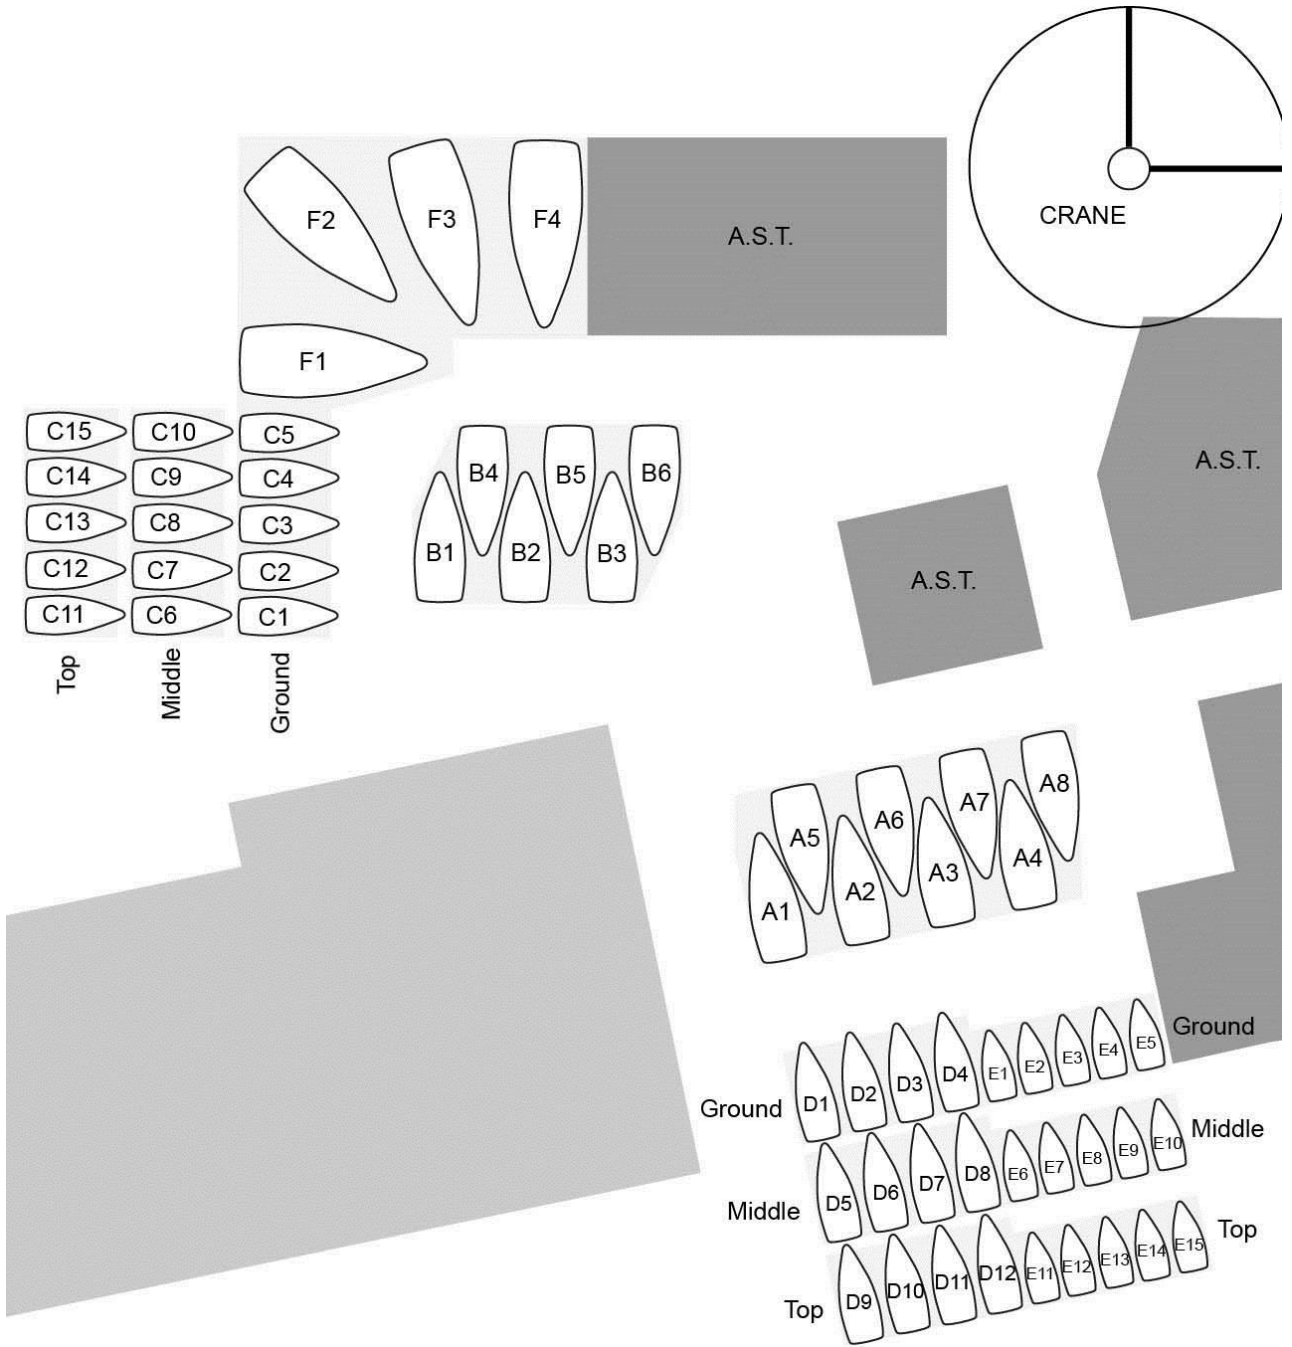 CRANE
F2
F3
F4
A.S.T.
F1
C15
C10
C5
C14
C9
C4
C13
C8
C3
C12
C7
C2
C11
C6
C1
Top
Middle
Ground
B4
B5
B6
B1
B2
B3
A.S.T.
A.S.T.
A5
A6
A7
A8
A1
A2
A3
A4
Ground
D1
D2
D3
D4
E1
E2
E3
E4
E5
Ground
Middle
D5
D6
D7
D8
E6
E7
E8
E9
E10
Middle
Top
D9
D10
D11
D12
E11
E12
E13
E14
E15
Top